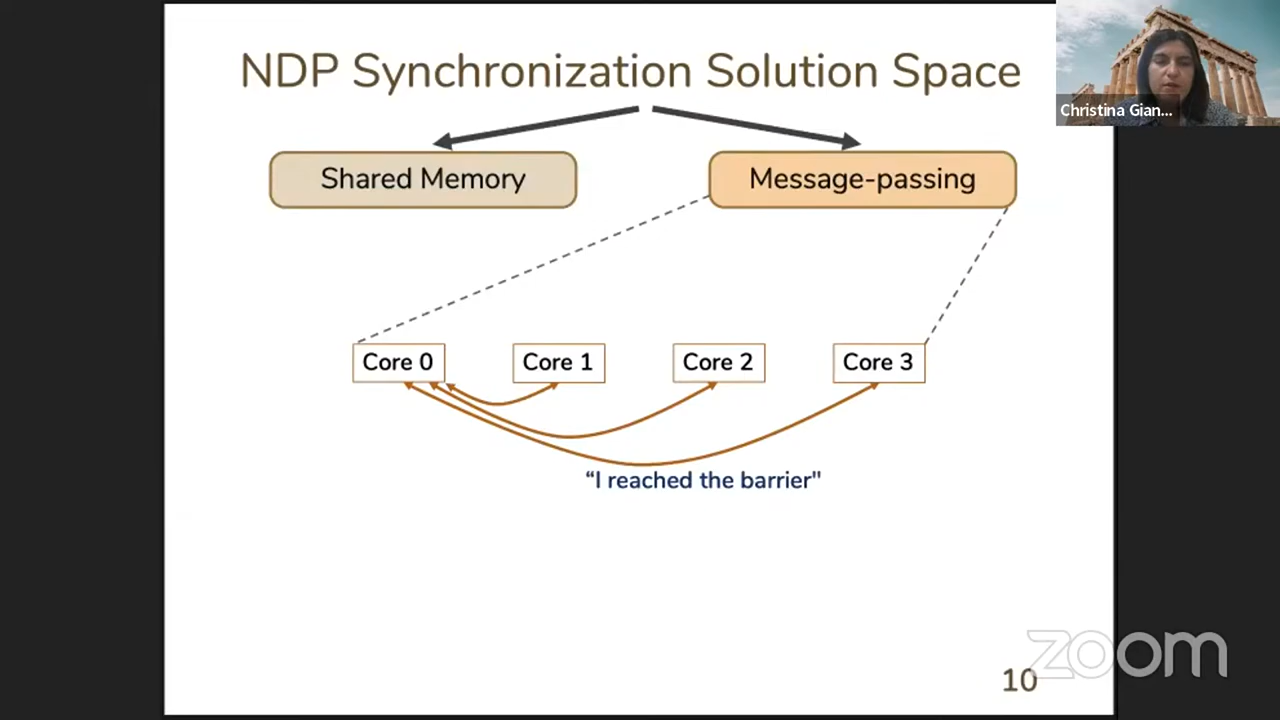 NDP Synchronization Solution Space
Christina Gian...
Shared Memory
Message-passing
Core 0
Core 1
Core 2
Core 3
“I reached the barrier"
zoom
10